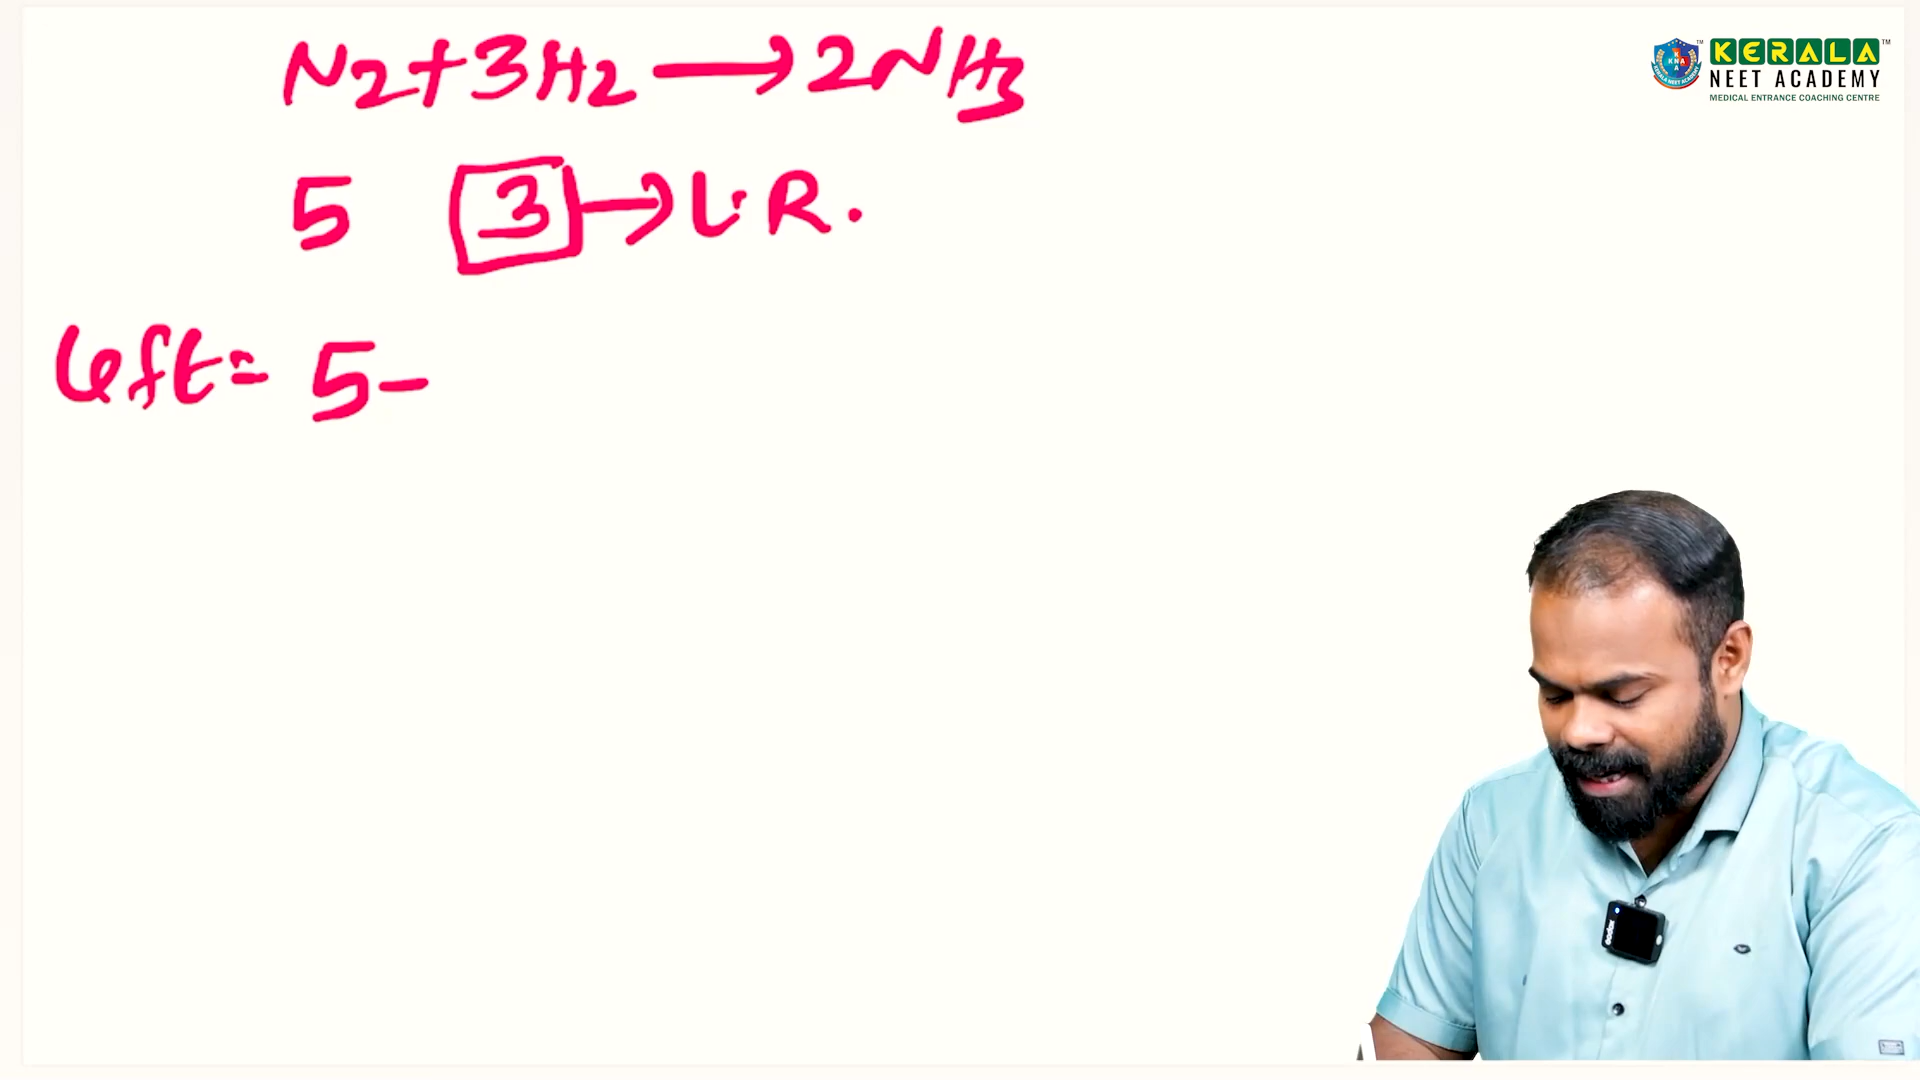 N2+3H2 → 2NH3
5 3 → L.R.
left = 5-
KERALA
NEET ACADEMY
MEDICAL ENTRANCE COACHING CENTRE